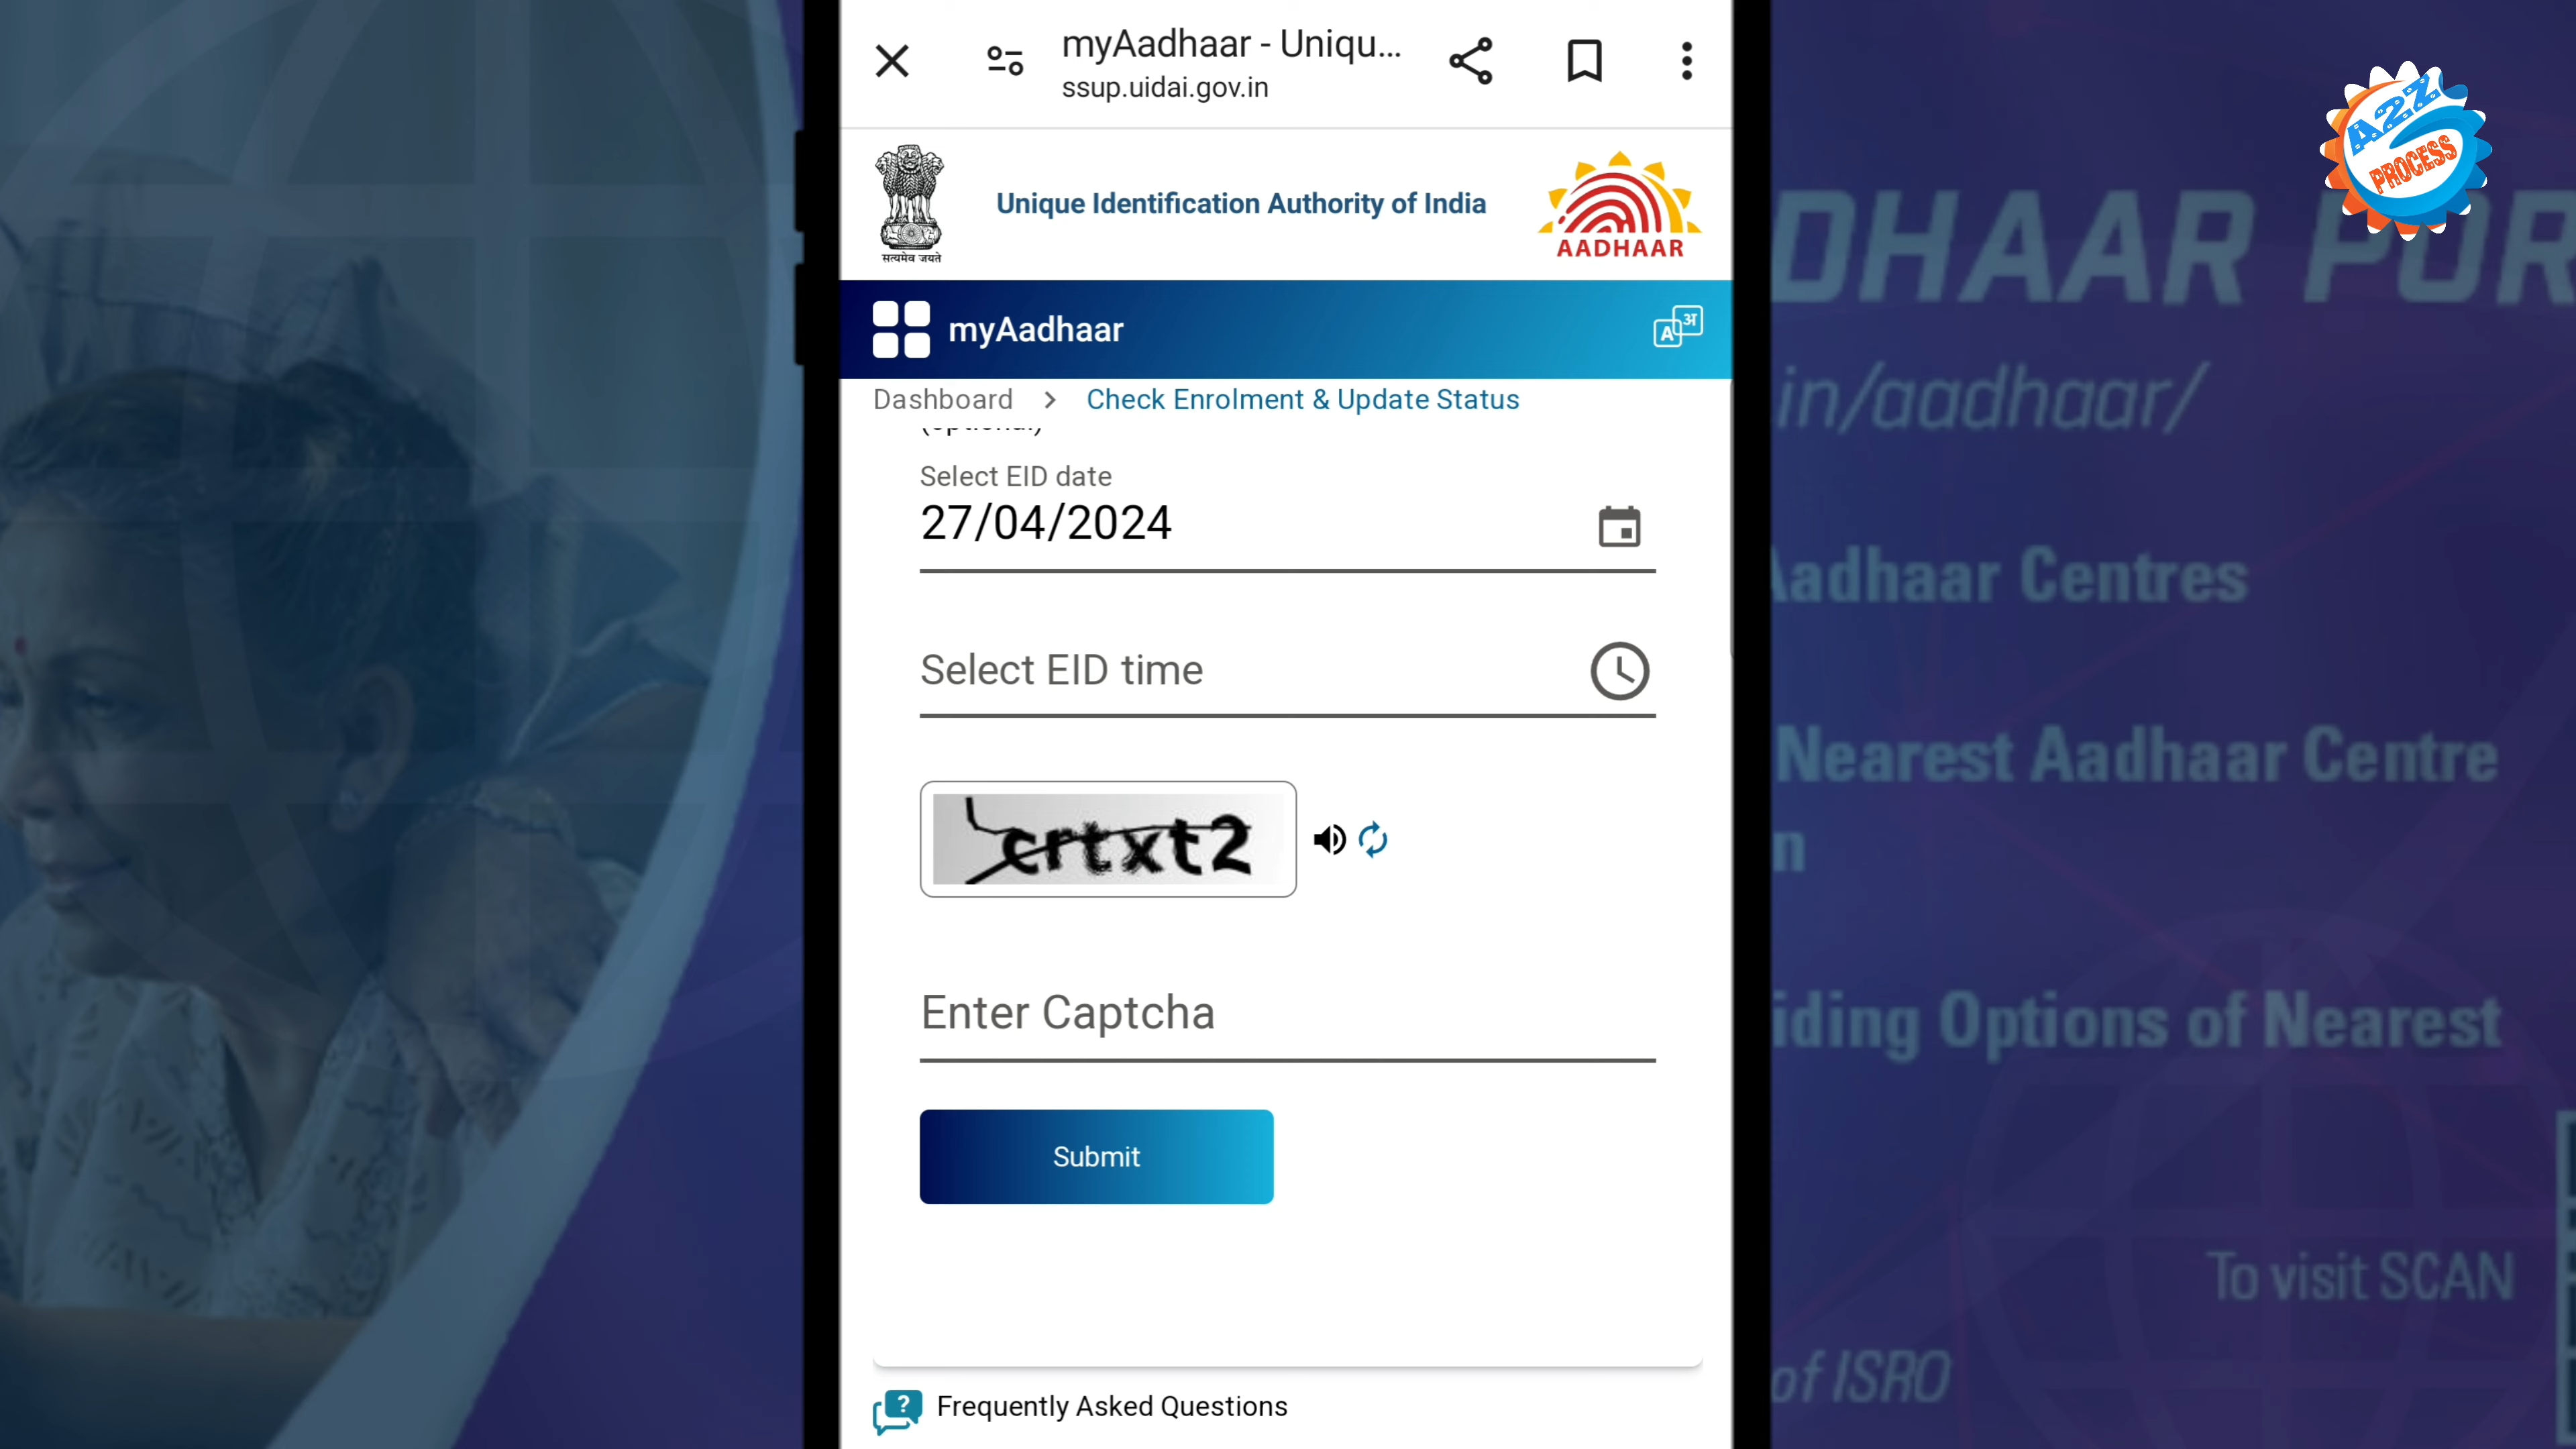 myAadhaar - Uniqu...
ssup.uidai.gov.in
A2Z
PROCESS
सत्यमेव जयते
Unique Identification Authority of India
AADHAAR
myAadhaar
A अ
Dashboard > Check Enrolment & Update Status
(optional)
Select EID date
27/04/2024
Select EID time
crtxt2
Enter Captcha
Submit
? Frequently Asked Questions
DHAAR POR
in/aadhaar/
Aadhaar Centres
Nearest Aadhaar Centre
n
iding Options of Nearest
To visit SCAN
of ISRO